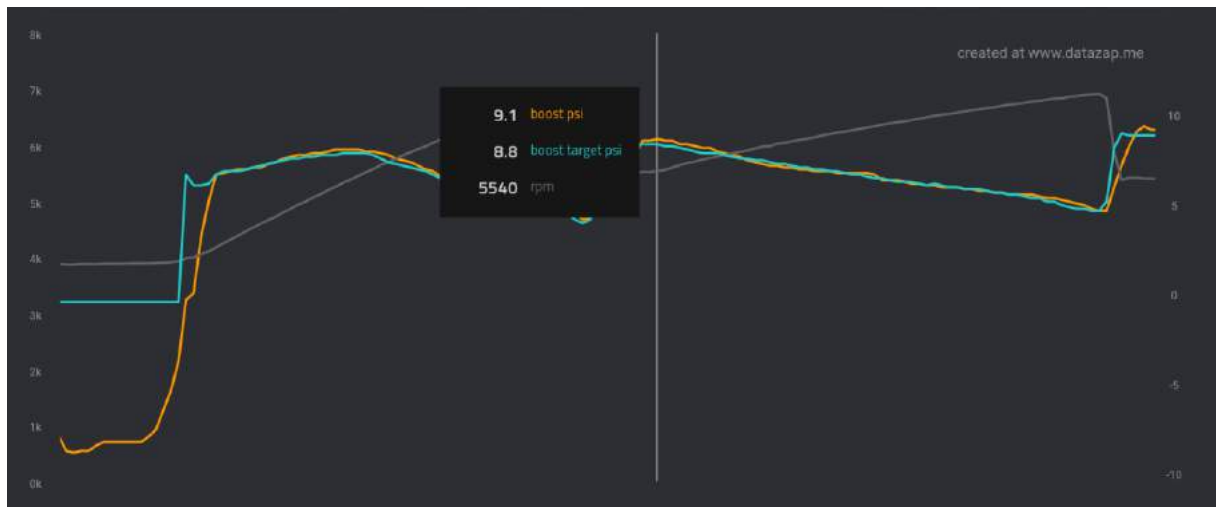 8k
created at www.datazap.me
7k
9.1 boost psi
10
6k
8.8 boost target psi
5540 rpm
5k
5
4k
0
3k
2k
-5
1k
-10
0k